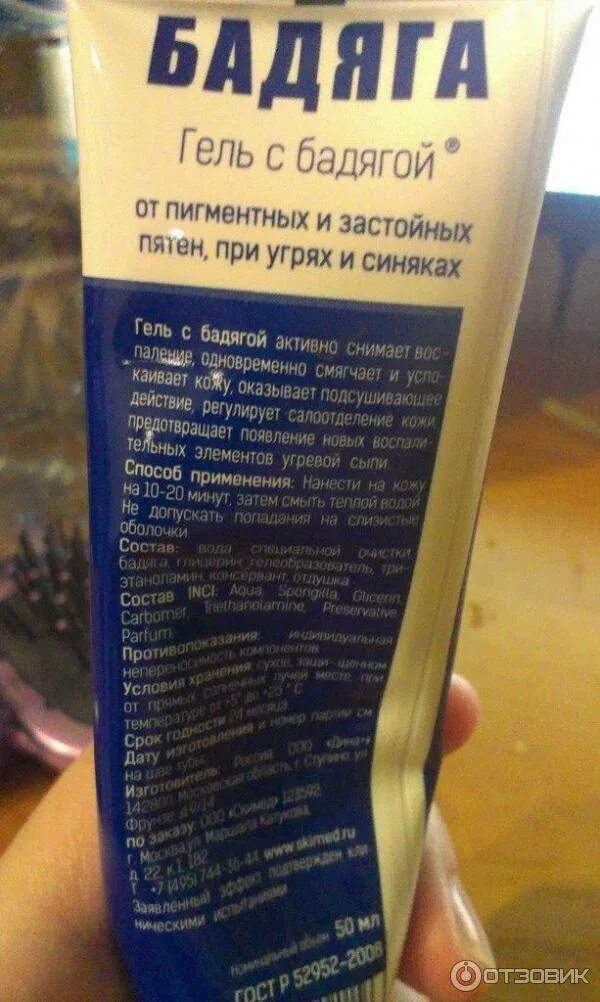 БАДЯГА
Гель с бадягой ®
от пигментных и застойных
пятен, при угрях и синяках
Гель с бадягой активно снимает вос-
паление, одновременно смягчает и успо-
каивает кожу, оказывает подсушивающее
действие, регулирует салоотделение кожи,
предотвращает появление новых воспали-
тельных элементов угревой сыпи.
Способ применения: Нанести на кожу
на 10-20 минут, затем смыть теплой водой.
Не допускать попадания на слизистые
оболочки.
Состав: вода специальной очистки,
бадяга, глицерин, гелеобразователь, три-
этаноламин, консервант, отдушка.
Состав INCI: Aqua, Spongilla, Glicerin,
Carbomer, Triethanolamine, Preservative,
Parfum.
Противопоказания: индивидуальная
непереносимость компонентов.
Условия хранения: сухое, защи-щенном
от прямых солнечных лучей месте, при
температуре от +5° до +25 °С
Срок годности 24 месяца
Дату изготовления и номер партии см.
на шве тубы.
Изготовитель: Россия, ООО «Дина+»
142800, Московская область, г. Ступино, ул.
Фрунзе, д.9/14
по заказу: ООО «Скимед» 123592
г. Москва,ул. Маршала Катукова,
д. 22, к.1, 182
Т. +7 (495) 744-36-44 www.skimed.ru
Заявленный эффект подтвержден кли-
ническими испытаниями
Номинальный объем 50 мл
ГОСТ Р 52952-2008
ОТЗОВИК